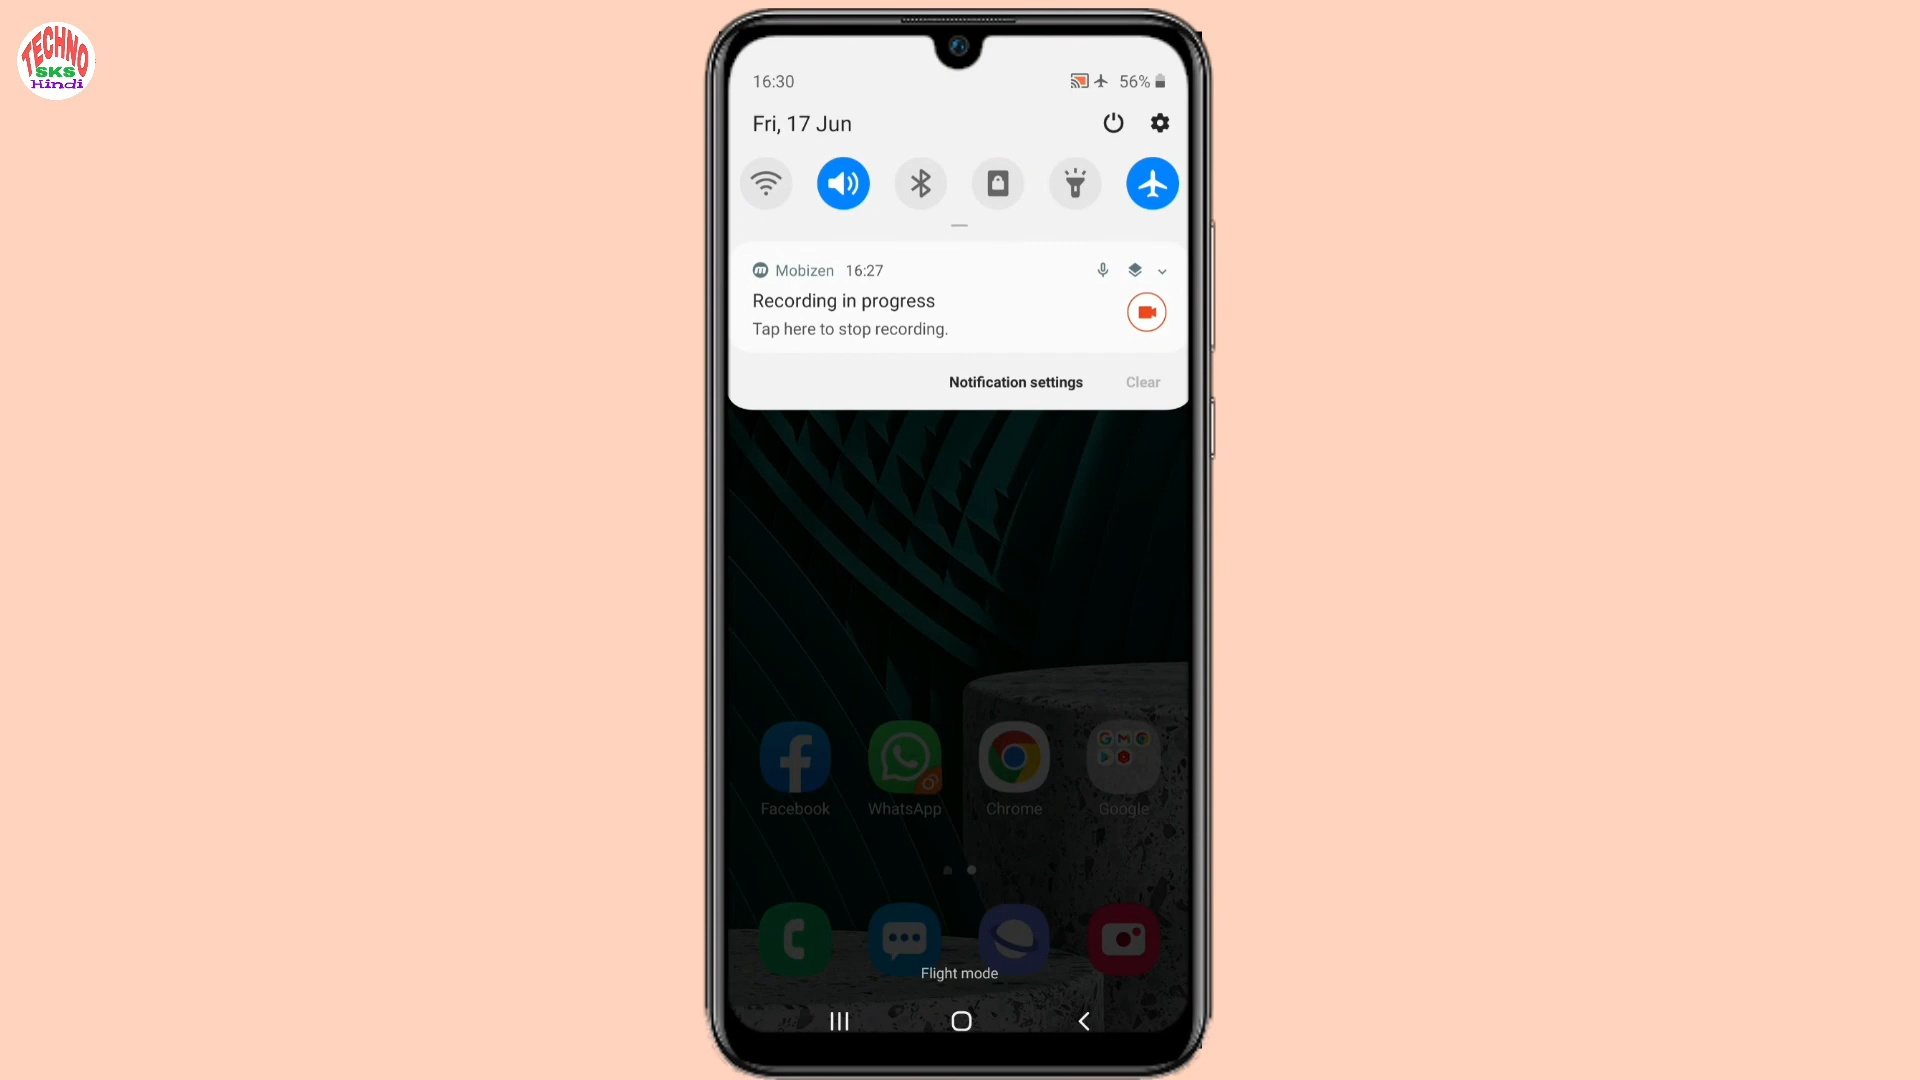 TECHNO
SKS
Hindi
16:30
56%
Fri, 17 Jun
Mobizen 16:27
Recording in progress
Tap here to stop recording.
Notification settings Clear
Facebook WhatsApp Chrome Google
Flight mode